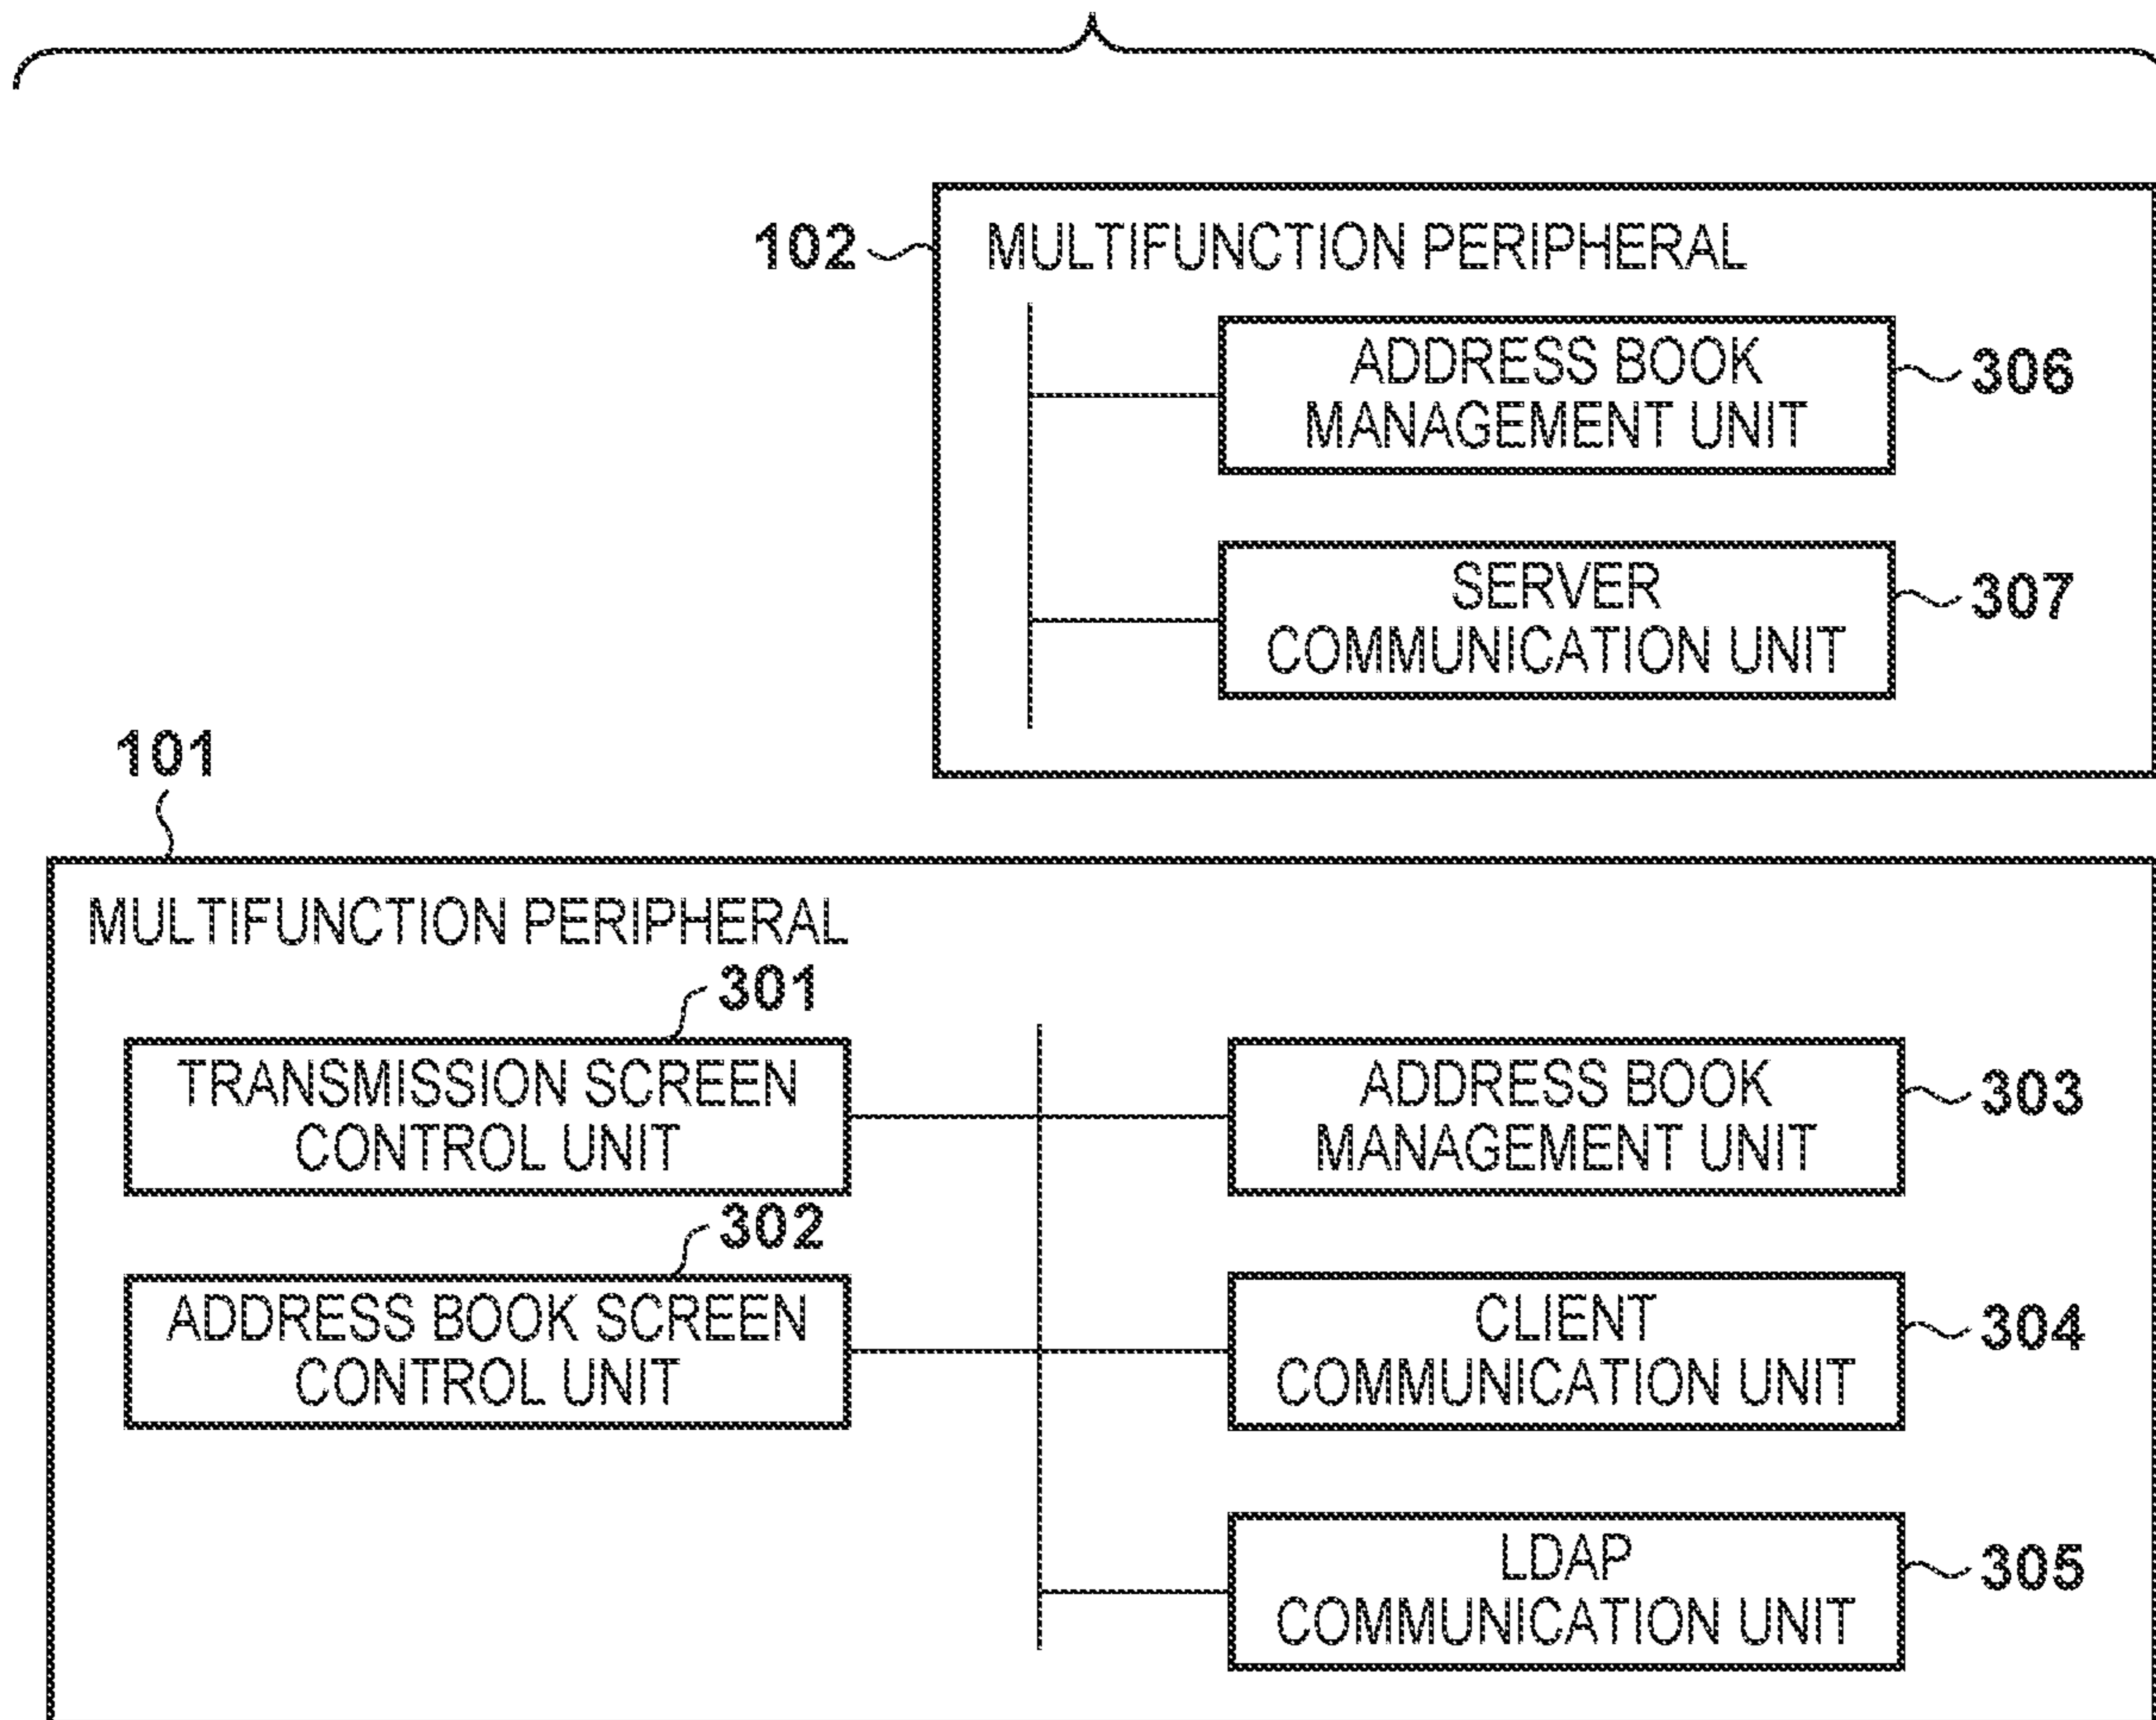 102
MULTIFUNCTION PERIPHERAL
ADDRESS BOOK
MANAGEMENT UNIT
306
SERVER
COMMUNICATION UNIT
307
101
MULTIFUNCTION PERIPHERAL
301
TRANSMISSION SCREEN
CONTROL UNIT
ADDRESS BOOK
MANAGEMENT UNIT
303
302
ADDRESS BOOK SCREEN
CONTROL UNIT
CLIENT
COMMUNICATION UNIT
304
LDAP
COMMUNICATION UNIT
305